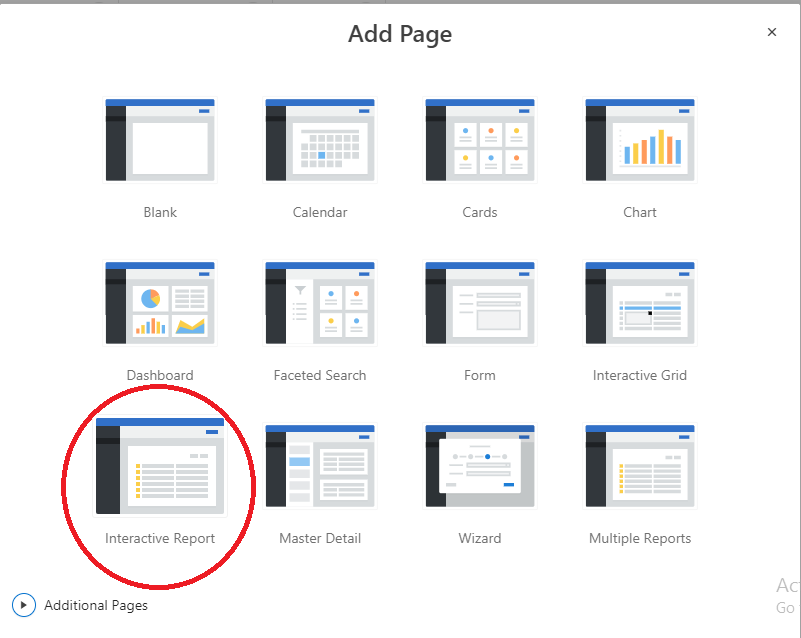 Add Page
×
Blank
Calendar
Cards
Chart
Dashboard
Faceted Search
Form
Interactive Grid
Interactive Report
Master Detail
Wizard
Multiple Reports
Additional Pages
Go